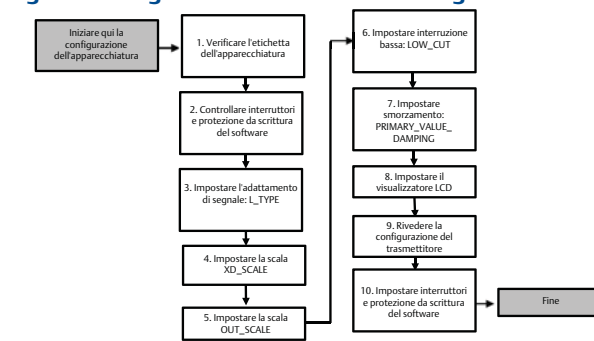 Iniziare qui la
configurazione
dell'apparecchiatura
1. Verificare l'etichetta
dell'apparecchiatura
2. Controllare interruttori
e protezione da scrittura
del software
3. Impostare l'adattamento
di segnale: L_TYPE
4. Impostare la scala
XD_SCALE
5. Impostare la scala
OUT_SCALE
6. Impostare interruzione
bassa: LOW_CUT
7. Impostare
smorzamento:
PRIMARY_VALUE_
DAMPING
8. Impostare il
visualizzatore LCD
9. Rivedere la
configurazione del
trasmettitore
10. Impostare interruttori
e protezione da scrittura
del software
Fine